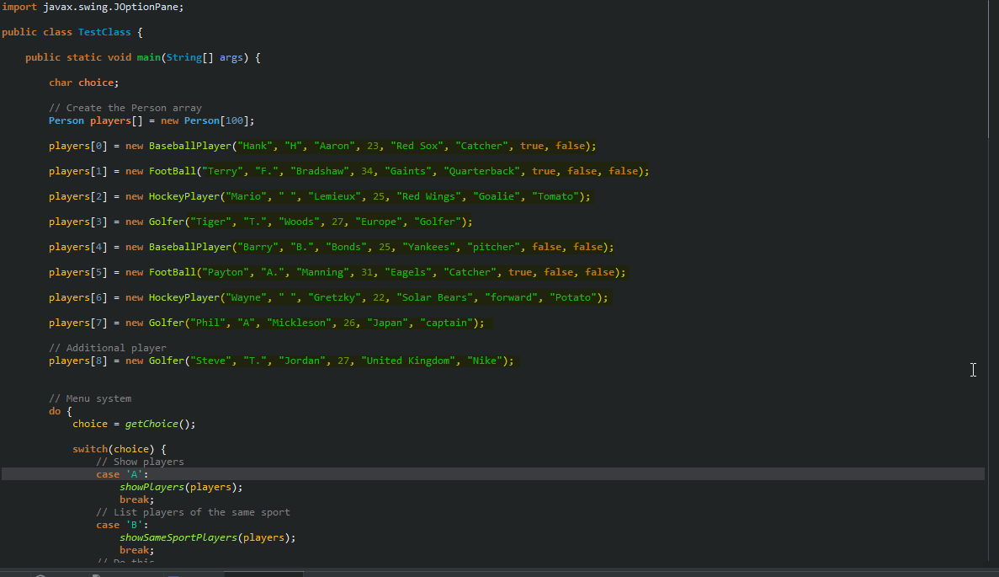 import javax.swing.JOptionPane;
public class TestClass {
public static void main(String[] args) {
char choice;
// Create the Person array
Person players[] = new Person[100];
players[0] = new BaseballPlayer("Hank", "H", "Aaron", 23, "Red Sox", "Catcher", true, false);
players[1] = new FootBall("Terry", "F.", "Bradshaw", 34, "Gaints", "Quarterback", true, false, false);
players[2] = new HockeyPlayer("Mario", " ", "Lemieux", 25, "Red Wings", "Goalie", "Tomato");
players[3] = new Golfer("Tiger", "T.", "Woods", 27, "Europe", "Golfer");
players[4] = new BaseballPlayer("Barry", "B.", "Bonds", 25, "Yankees", "pitcher", false, false);
players[5] = new FootBall("Payton", "A.", "Manning", 31, "Eagels", "Catcher", true, false, false);
players[6] = new HockeyPlayer("Wayne", " ", "Gretzky", 22, "Solar Bears", "forward", "Potato");
players[7] = new Golfer("Phil", "A", "Mickleson", 26, "Japan", "captain");
// Additional player
players[8] = new Golfer("Steve", "T.", "Jordan", 27, "United Kingdom", "Nike");
// Menu system
do {
choice = getChoice();
switch(choice) {
// Show players
case 'A':
showPlayers(players);
break;
// List players of the same sport
case 'B':
showSameSportPlayers(players);
break;
// Do this